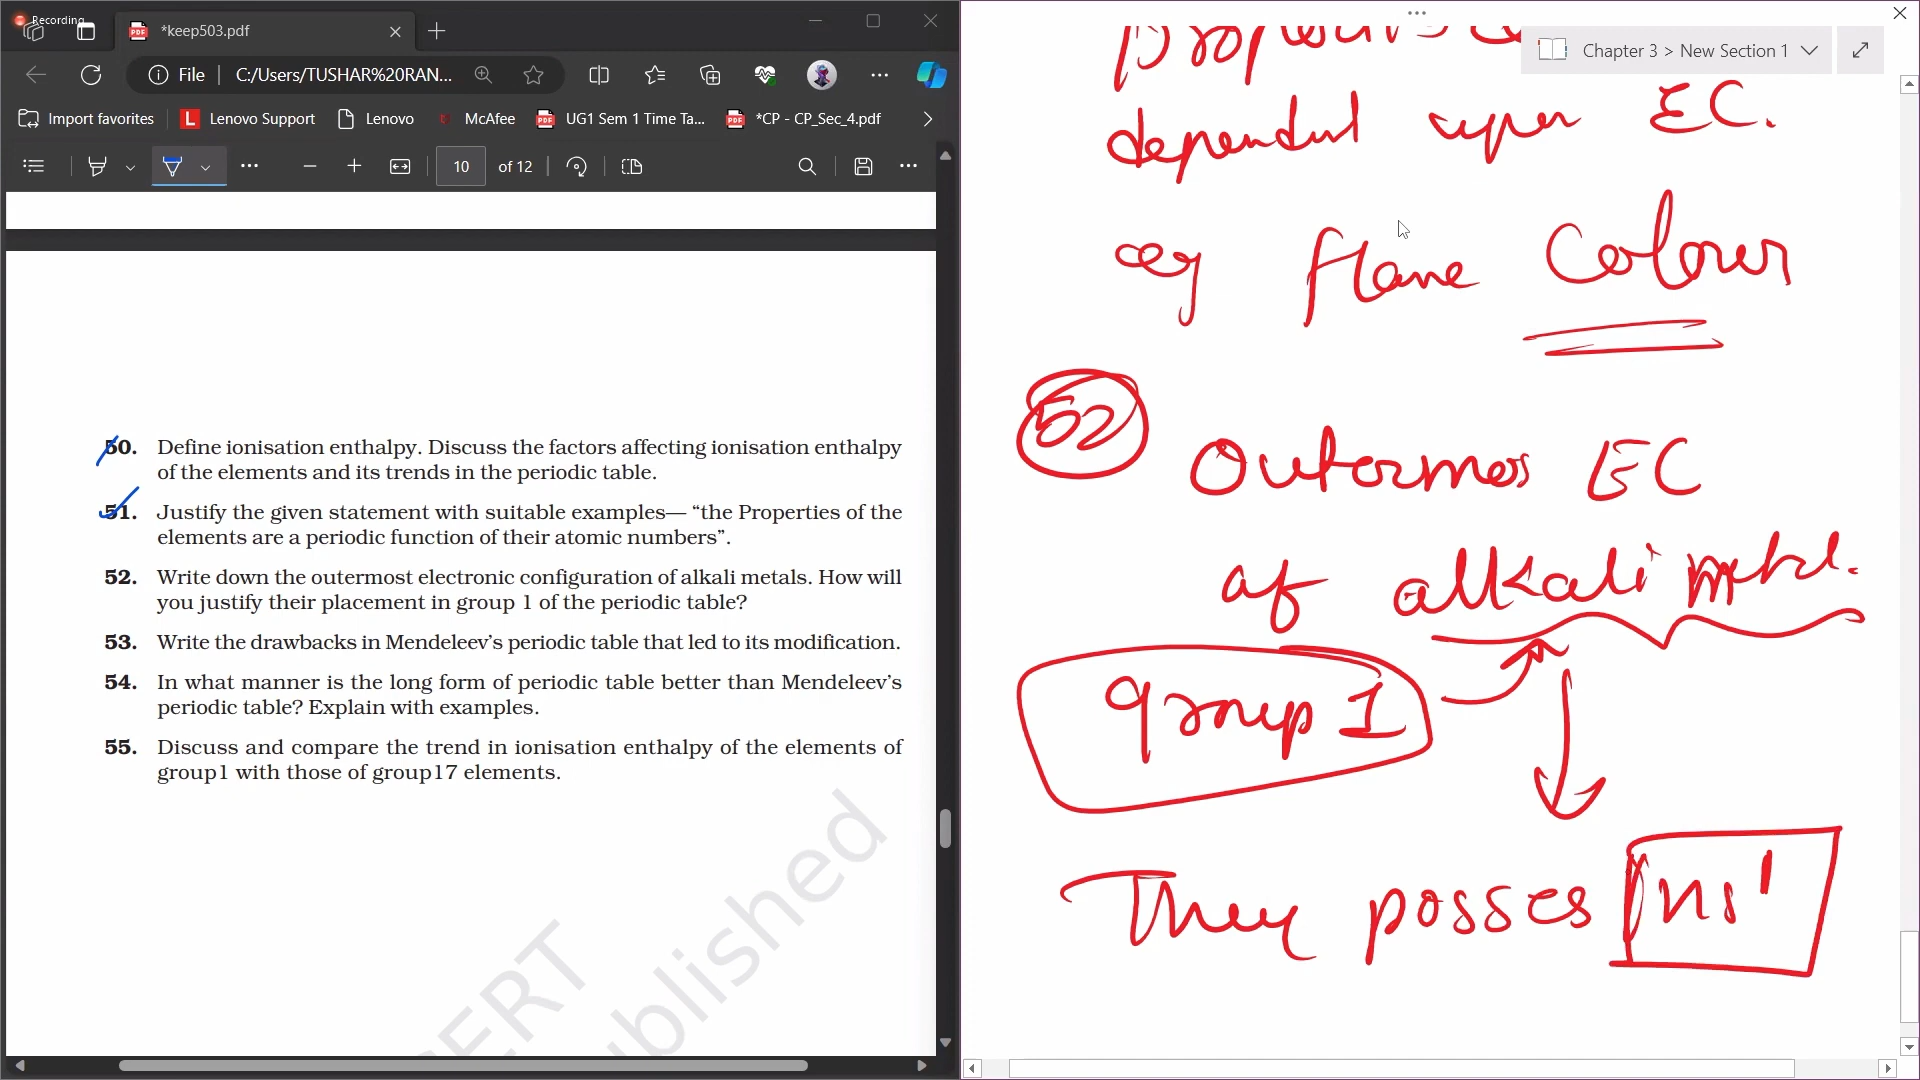 Recording
*keep503.pdf
File C:/Users/TUSHAR%20RAN...
Import favorites Lenovo Support Lenovo McAfee UG1 Sem 1 Time Ta... *CP - CP_Sec_4.pdf
10 of 12
50. Define ionisation enthalpy. Discuss the factors affecting ionisation enthalpy
of the elements and its trends in the periodic table.
51. Justify the given statement with suitable examples— “the Properties of the
elements are a periodic function of their atomic numbers”.
52. Write down the outermost electronic configuration of alkali metals. How will
you justify their placement in group 1 of the periodic table?
53. Write the drawbacks in Mendeleev’s periodic table that led to its modification.
54. In what manner is the long form of periodic table better than Mendeleev’s
periodic table? Explain with examples.
55. Discuss and compare the trend in ionisation enthalpy of the elements of
group1 with those of group17 elements.
ublished
Chapter 3 > New Section 1
dependent upon EC.
eg flame Colour
52
Outermos EC
of alkali metal.
group 1
They posses ns¹